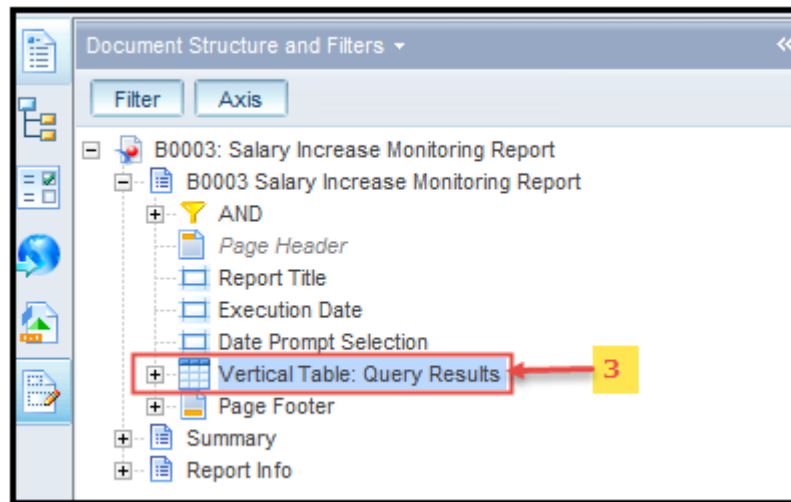 Document Structure and Filters
Filter Axis
B0003: Salary Increase Monitoring Report
B0003 Salary Increase Monitoring Report
AND
Page Header
Report Title
Execution Date
Date Prompt Selection
Vertical Table: Query Results 3
Page Footer
Summary
Report Info